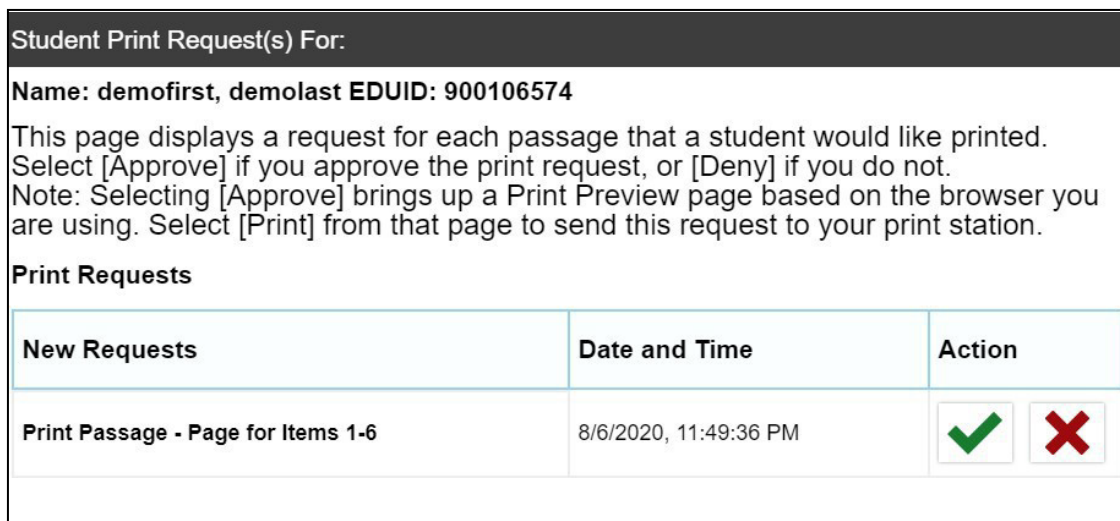 Student Print Request(s) For:
Name: demofirst, demolast EDUID: 900106574
This page displays a request for each passage that a student would like printed.
Select [Approve] if you approve the print request, or [Deny] if you do not.
Note: Selecting [Approve] brings up a Print Preview page based on the browser you
are using. Select [Print] from that page to send this request to your print station.
Print Requests
New Requests Date and Time Action
Print Passage - Page for Items 1-6 8/6/2020, 11:49:36 PM